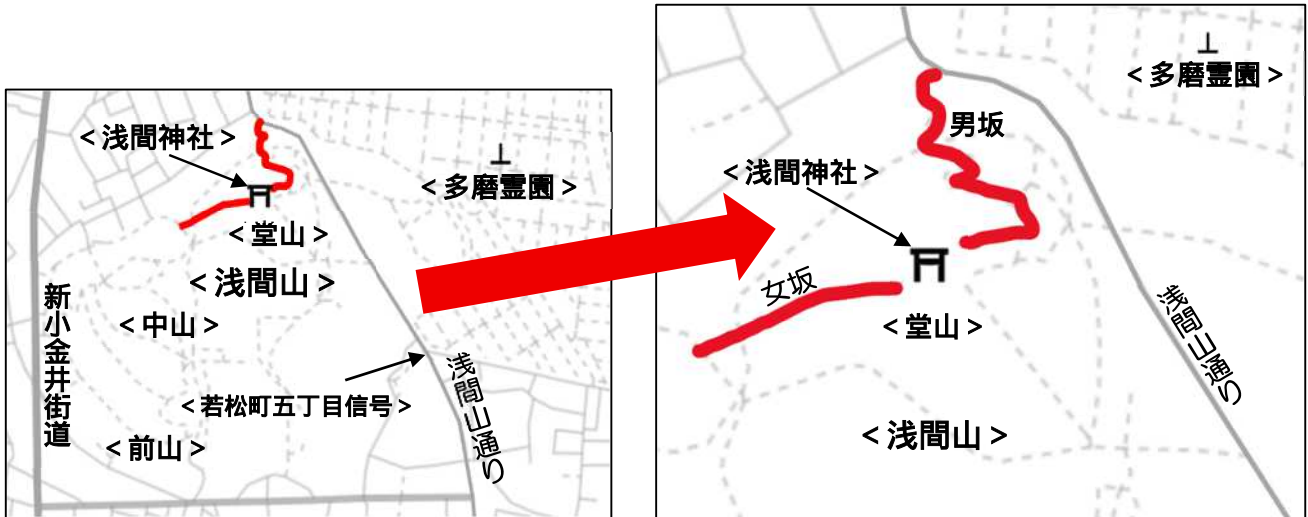 <浅間神社>
⊥
<多磨霊園>
<堂山>
<浅間山>
新小金井街道
<中山>
<若松町五丁目信号>
浅間山通り
<前山>
⊥
<多磨霊園>
男坂
<浅間神社>
女坂
<堂山>
浅間山通り
<浅間山>